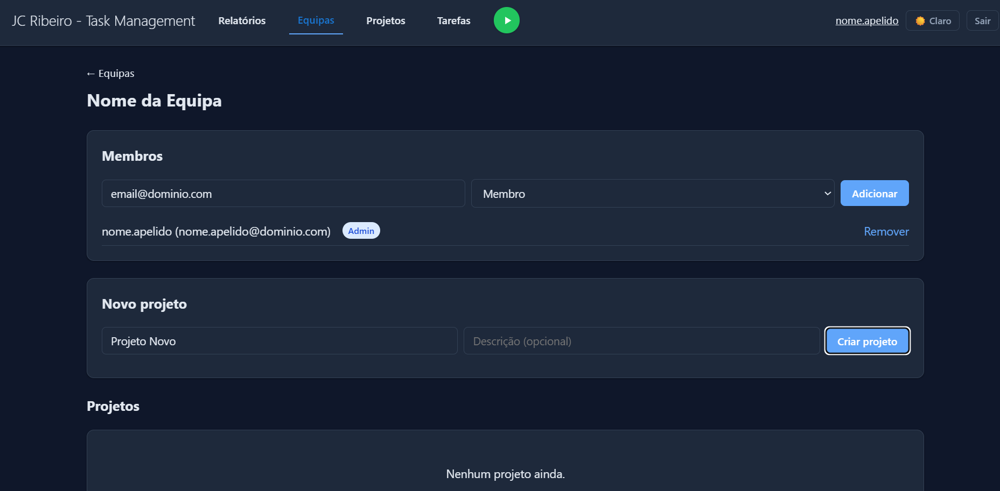 JC Ribeiro - Task Management Relatórios Equipas Projetos Tarefas nome.apelido Claro Sair
← Equipas
Nome da Equipa
Membros
email@dominio.com Membro Adicionar
nome.apelido (nome.apelido@dominio.com) Admin Remover
Novo projeto
Projeto Novo Descrição (opcional) Criar projeto
Projetos
Nenhum projeto ainda.